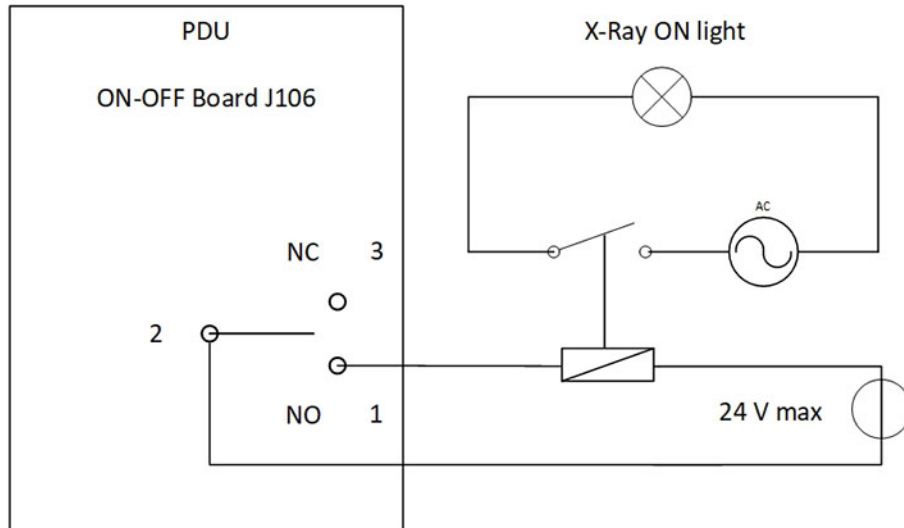 PDU
X-Ray ON light
ON-OFF Board J106
AC
NC 3
2
NO 1
24 V max